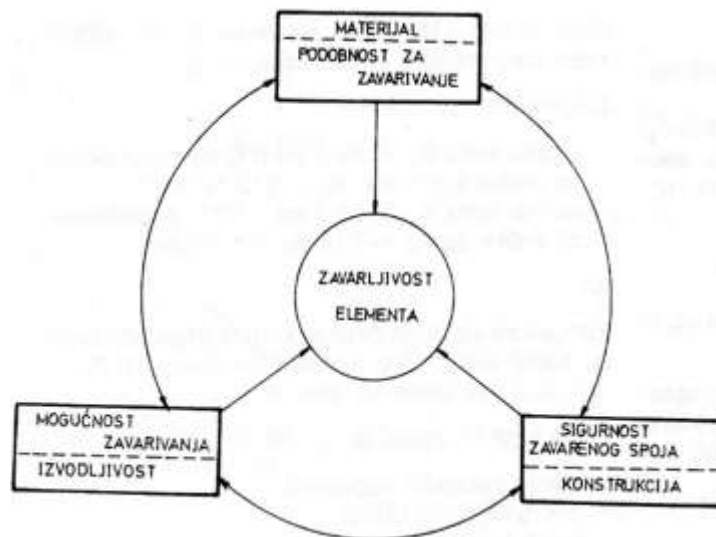 MATERIJAL
PODOBNOST ZA
ZAVARIVANJE
ZAVARLJIVOST
ELEMENTA
MOGUĆNOST
ZAVARIVANJA
IZVODLJIVOST
SIGURNOST
ZAVARENOG SPOJA
KONSTRUKCIJA